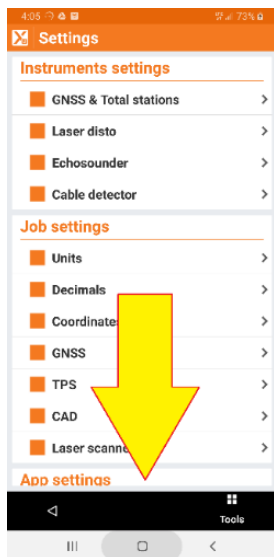 4:05 73%
Settings
Instruments settings
GNSS & Total stations
Laser disto
Echosounder
Cable detector
Job settings
Units
Decimals
Coordinates
GNSS
TPS
CAD
Laser scanne
App settings
Tools